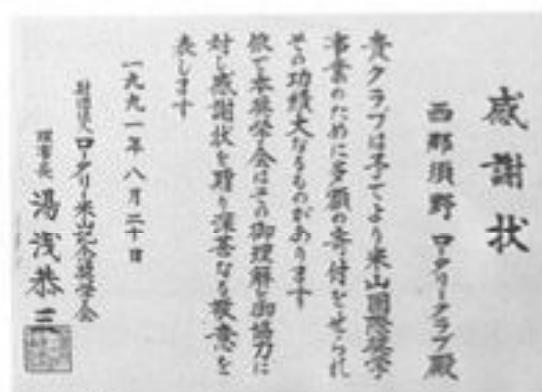 感謝状
西那須野ロータリークラブ殿
貴クラブは予てより米山国際奨学
事業のために多額の寄付をせられ
その功績大なるものがあります
依て本奨学会はその御理解と御協力に
対し感謝状を贈り深甚なる敬意を
表します
一九九一年八月二十日
財団法人ロータリー米山記念奨学会
理事長 湯浅恭三